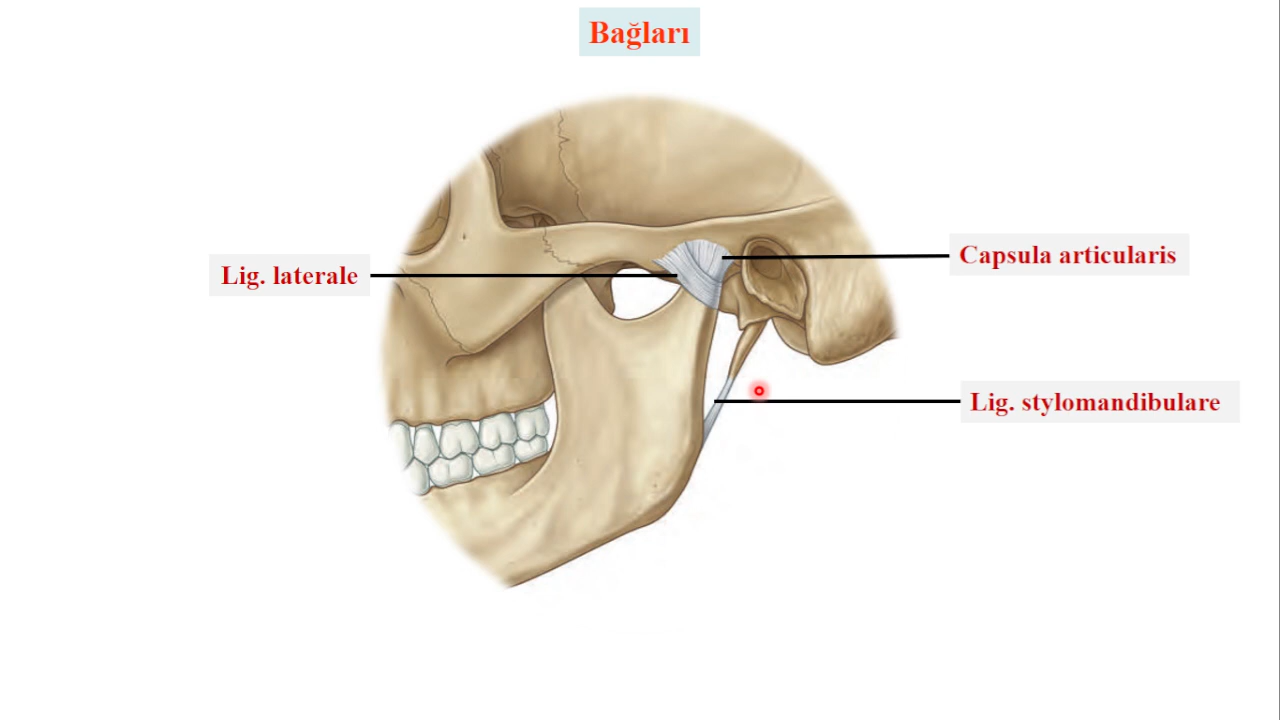 Bağları
Lig. laterale
Capsula articularis
Lig. stylomandibulare